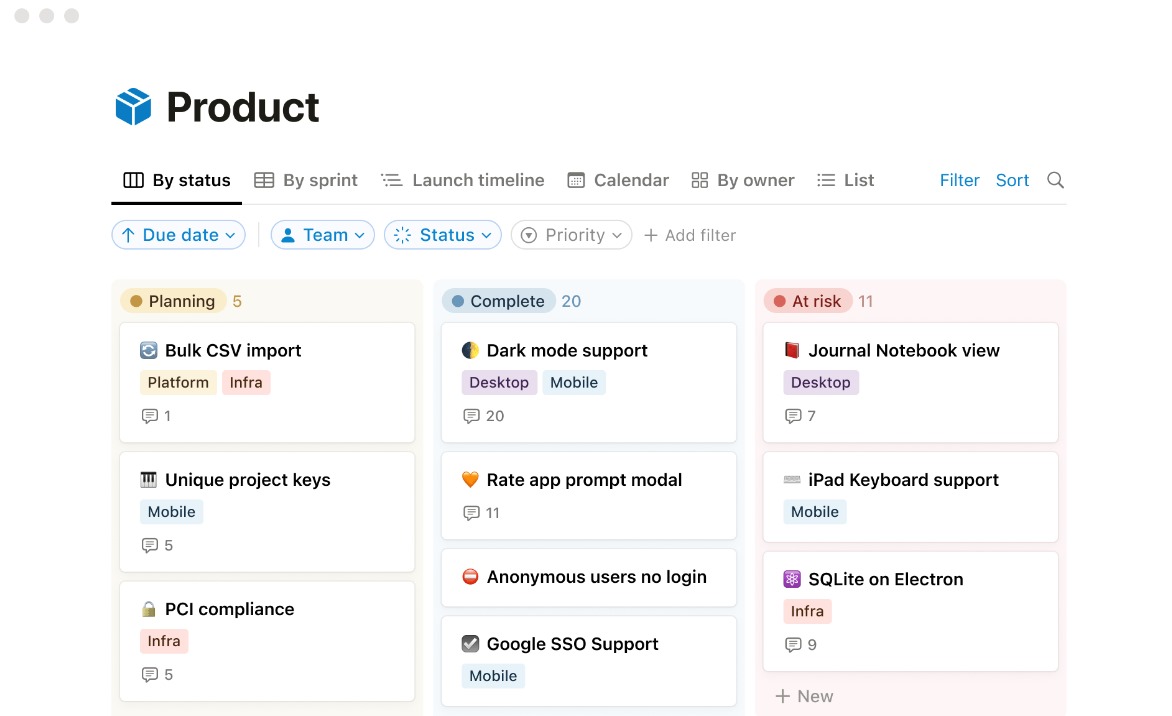 Product
By status By sprint Launch timeline Calendar By owner List Filter Sort
Due date Team Status Priority + Add filter
Planning 5
Bulk CSV import
Platform Infra
1
Unique project keys
Mobile
5
PCI compliance
Infra
5
Complete 20
Dark mode support
Desktop Mobile
20
Rate app prompt modal
11
Anonymous users no login
Google SSO Support
Mobile
At risk 11
Journal Notebook view
Desktop
7
iPad Keyboard support
Mobile
SQLite on Electron
Infra
9
+ New